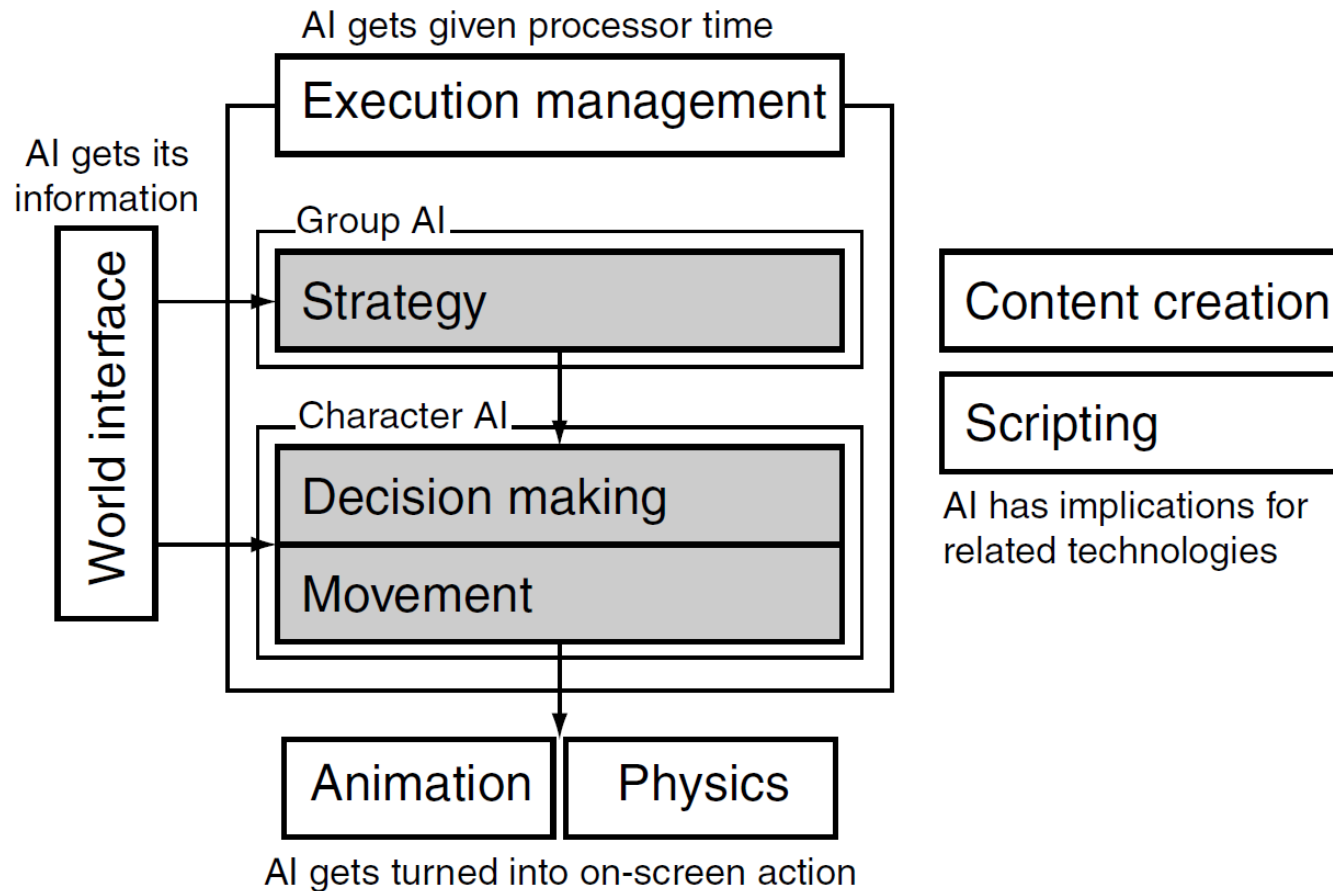 AI gets given processor time
Execution management
AI gets its
information
World interface
Group AI
Strategy
Character AI
Decision making
Movement
Animation
Physics
AI gets turned into on-screen action
Content creation
Scripting
AI has implications for
related technologies